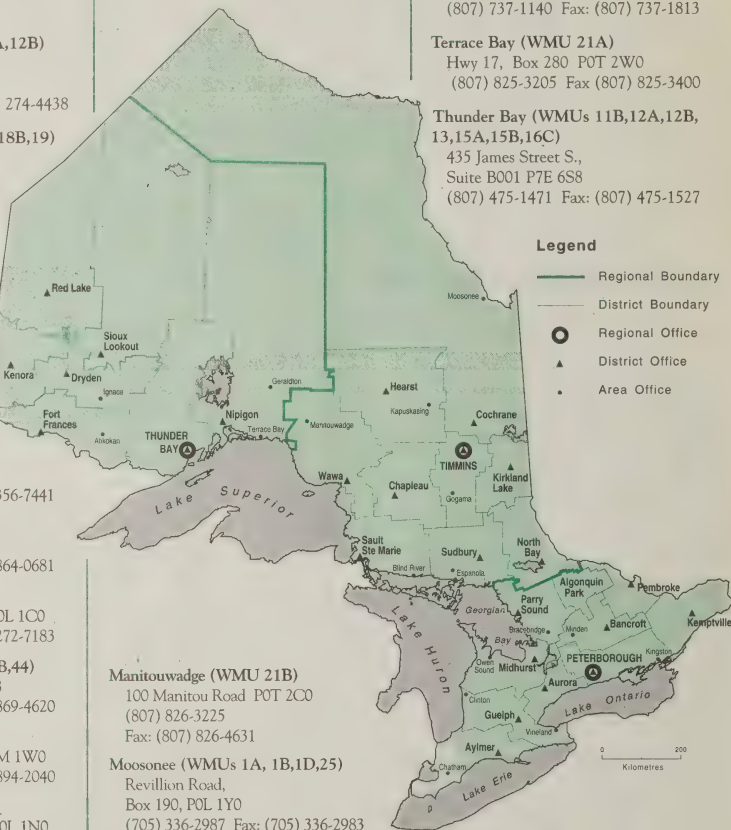 ,12B)
274-4438
18B,19)
356-7441
864-0681
0L 1C0
272-7183
B,44)
869-4620
M 1W0
894-2040
0L 1N0
(807) 737-1140 Fax: (807) 737-1813
Terrace Bay (WMU 21A)
Hwy 17, Box 280 P0T 2W0
(807) 825-3205 Fax (807) 825-3400
Thunder Bay (WMUs 11B,12A,12B,
13,15A,15B,16C)
435 James Street S.,
Suite B001 P7E 6S8
(807) 475-1471 Fax: (807) 475-1527
Legend
Regional Boundary
District Boundary
Regional Office
District Office
Area Office
Moosonee
Red Lake
Sioux
Lookout
Kenora
Dryden
Ignace
Fort
Frances
Atikokan
THUNDER
BAY
Nipigon
Geraldton
Terrace Bay
Manitouwadge
Hearst
Kapuskasing
Cochrane
TIMMINS
Kirkland
Lake
Wawa
Chapleau
Gogama
Lake Superior
Sault
Ste Marie
Blind River
Sudbury
Espanola
North
Bay
Algonquin
Park
Pembroke
Parry
Sound
Georgian
Bay
Bracebridge
Minden
Bancroft
Kemptville
Owen
Sound
Midhurst
PETERBOROUGH
Kingston
Aurora
Lake Huron
Lake Ontario
Clinton
Guelph
Vineland
Aylmer
Chatham
Lake Erie
0 200
Kilometres
Manitouwadge (WMU 21B)
100 Manitou Road P0T 2C0
(807) 826-3225
Fax: (807) 826-4631
Moosonee (WMUs 1A, 1B,1D,25)
Revillion Road,
Box 190, P0L 1Y0
(705) 336-2987 Fax: (705) 336-2983